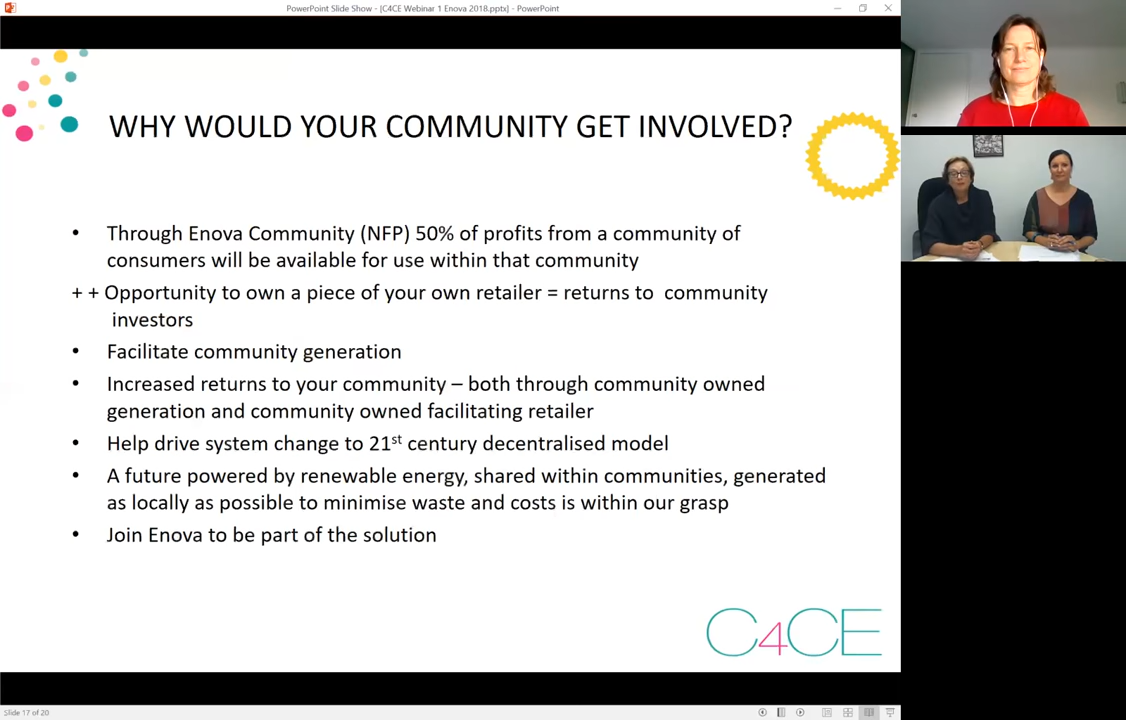 PowerPoint Slide Show - [C4CE Webinar 1 Enova 2018.pptx] - PowerPoint
WHY WOULD YOUR COMMUNITY GET INVOLVED?
• Through Enova Community (NFP) 50% of profits from a community of
consumers will be available for use within that community
+ + Opportunity to own a piece of your own retailer = returns to community
investors
• Facilitate community generation
• Increased returns to your community – both through community owned
generation and community owned facilitating retailer
• Help drive system change to 21st century decentralised model
• A future powered by renewable energy, shared within communities, generated
as locally as possible to minimise waste and costs is within our grasp
• Join Enova to be part of the solution
C4CE
Slide 17 of 20